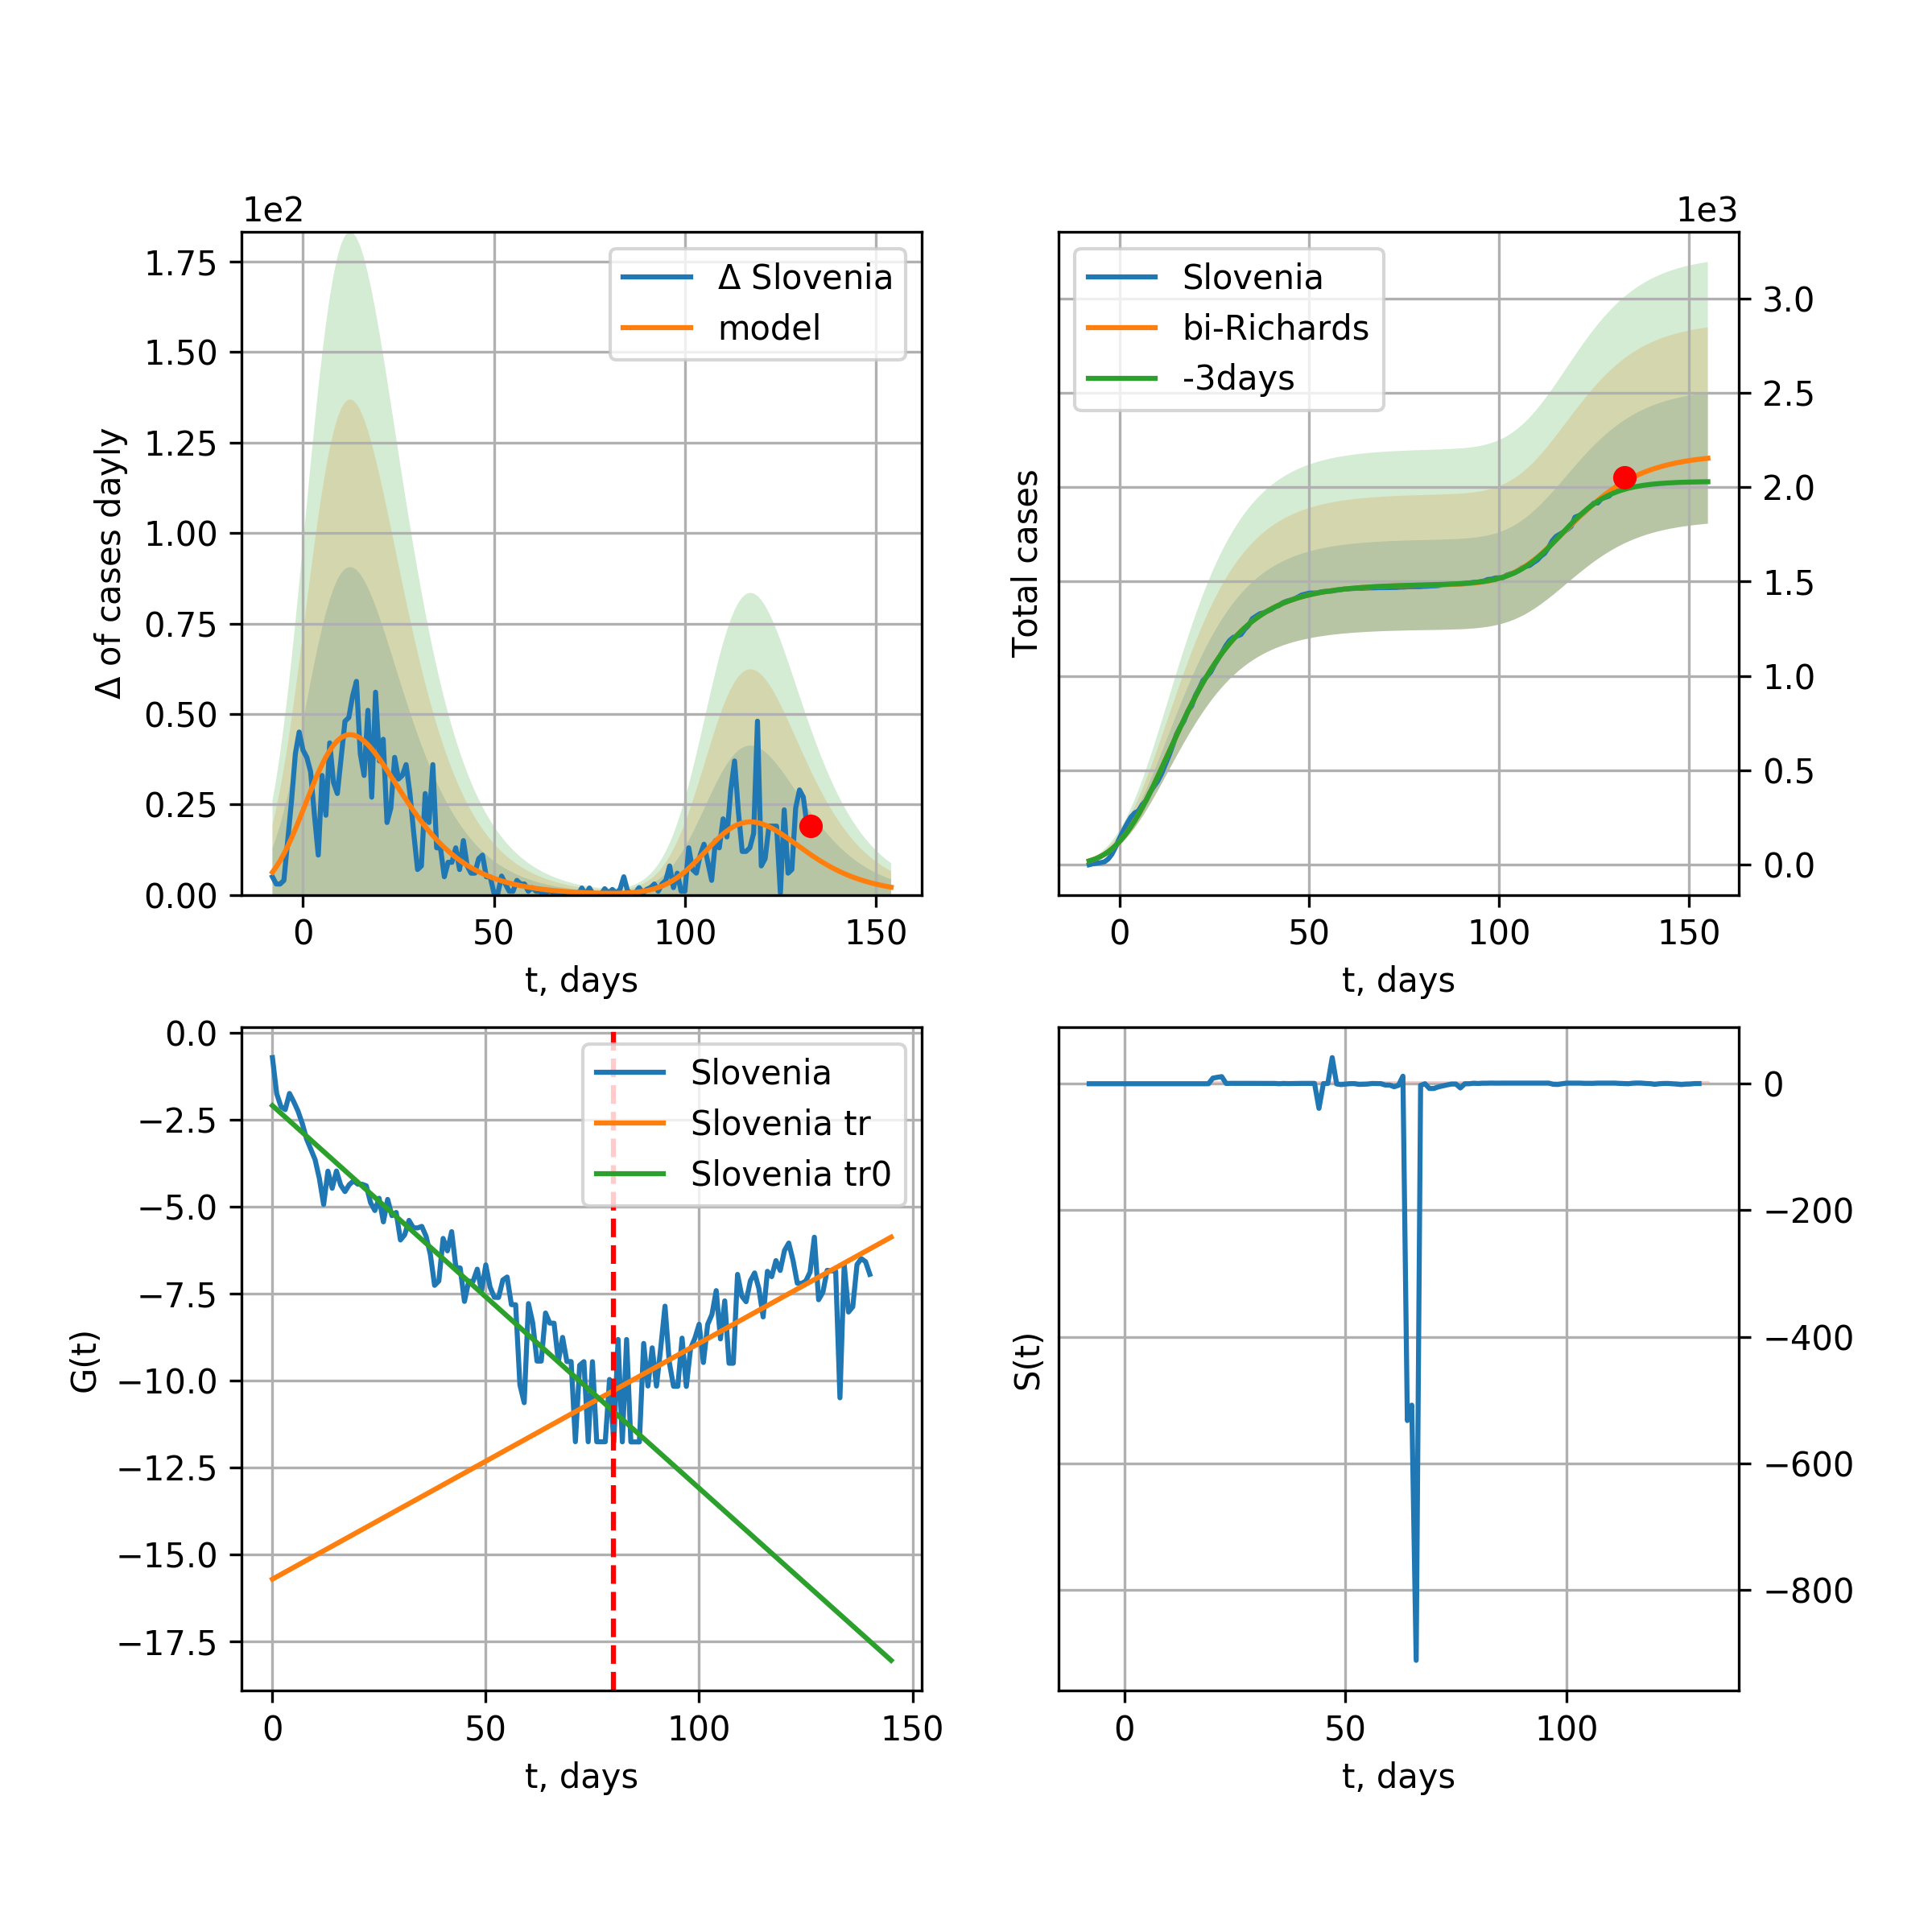 1e2
Δ of cases dayly
1.75
1.50
1.25
1.00
0.75
0.50
0.25
0.00
Δ Slovenia
model
0 50 100 150
t, days
1e3
Total cases
Slovenia
bi-Richards
-3days
3.0
2.5
2.0
1.5
1.0
0.5
0.0
0 50 100 150
t, days
G(t)
0.0
−2.5
−5.0
−7.5
−10.0
−12.5
−15.0
−17.5
Slovenia
Slovenia tr
Slovenia tr0
0 50 100 150
t, days
S(t)
0
−200
−400
−600
−800
0 50 100
t, days